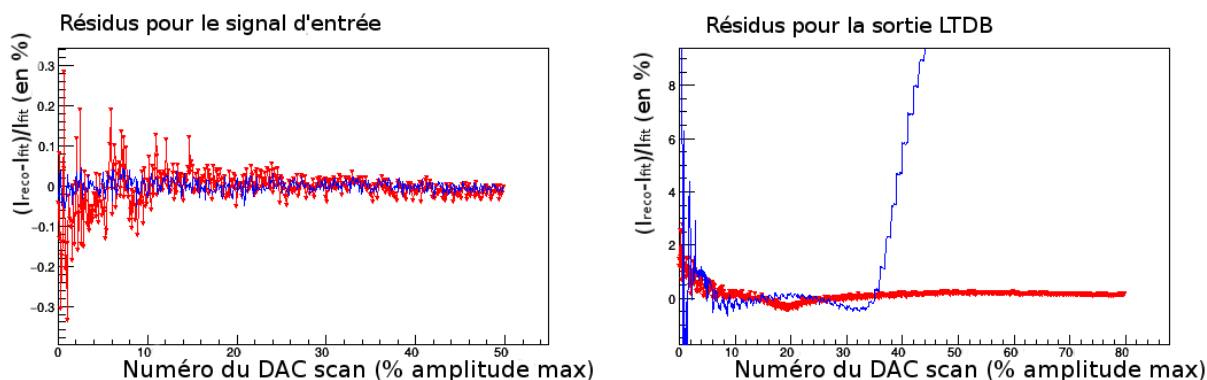 Résidus pour le signal d'entrée
(Ireco-Ifit)/Ifit (en %)
0.3
0.2
0.1
0
−0.1
−0.2
−0.3
0 10 20 30 40 50
Numéro du DAC scan (% amplitude max)
Résidus pour la sortie LTDB
(Ireco-Ifit)/Ifit (en %)
8
6
4
2
0
0 10 20 30 40 50 60 70 80
Numéro du DAC scan (% amplitude max)